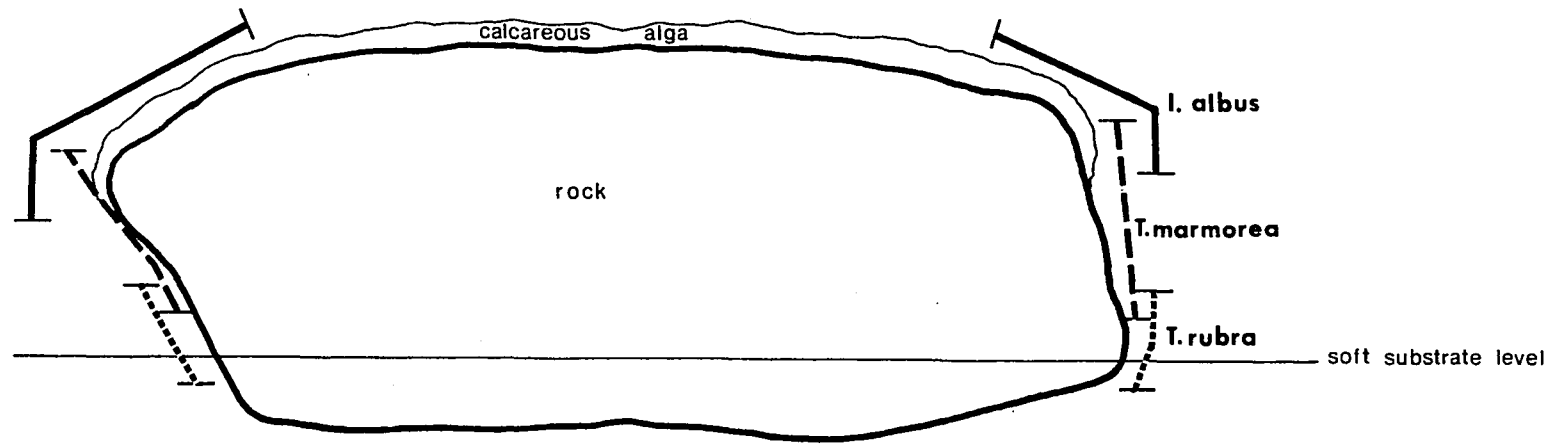 calcareous alga
I. albus
rock
T. marmorea
T. rubra
soft substrate level